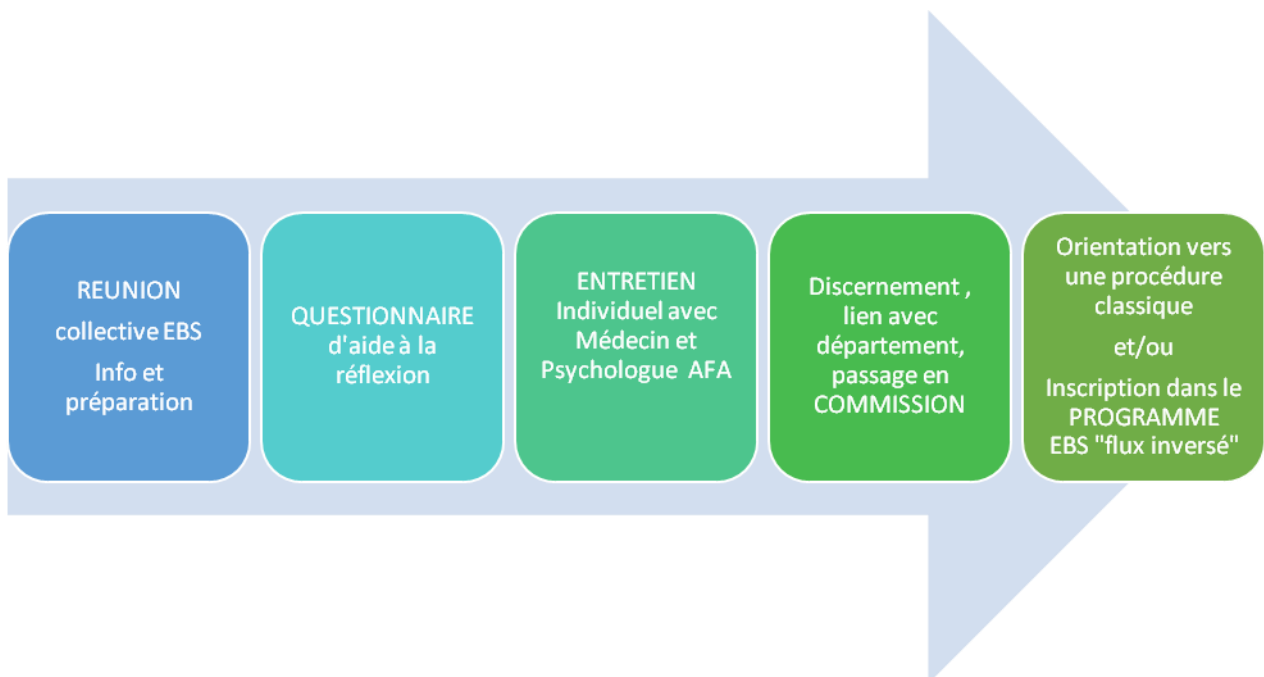 REUNION
collective EBS
Info et
préparation
QUESTIONNAIRE
d'aide à la
réflexion
ENTRETIEN
Individuel avec
Médecin et
Psychologue AFA
Discernement ,
lien avec
département,
passage en
COMMISSION
Orientation vers
une procédure
classique
et/ou
Inscription dans le
PROGRAMME
EBS "flux inversé"